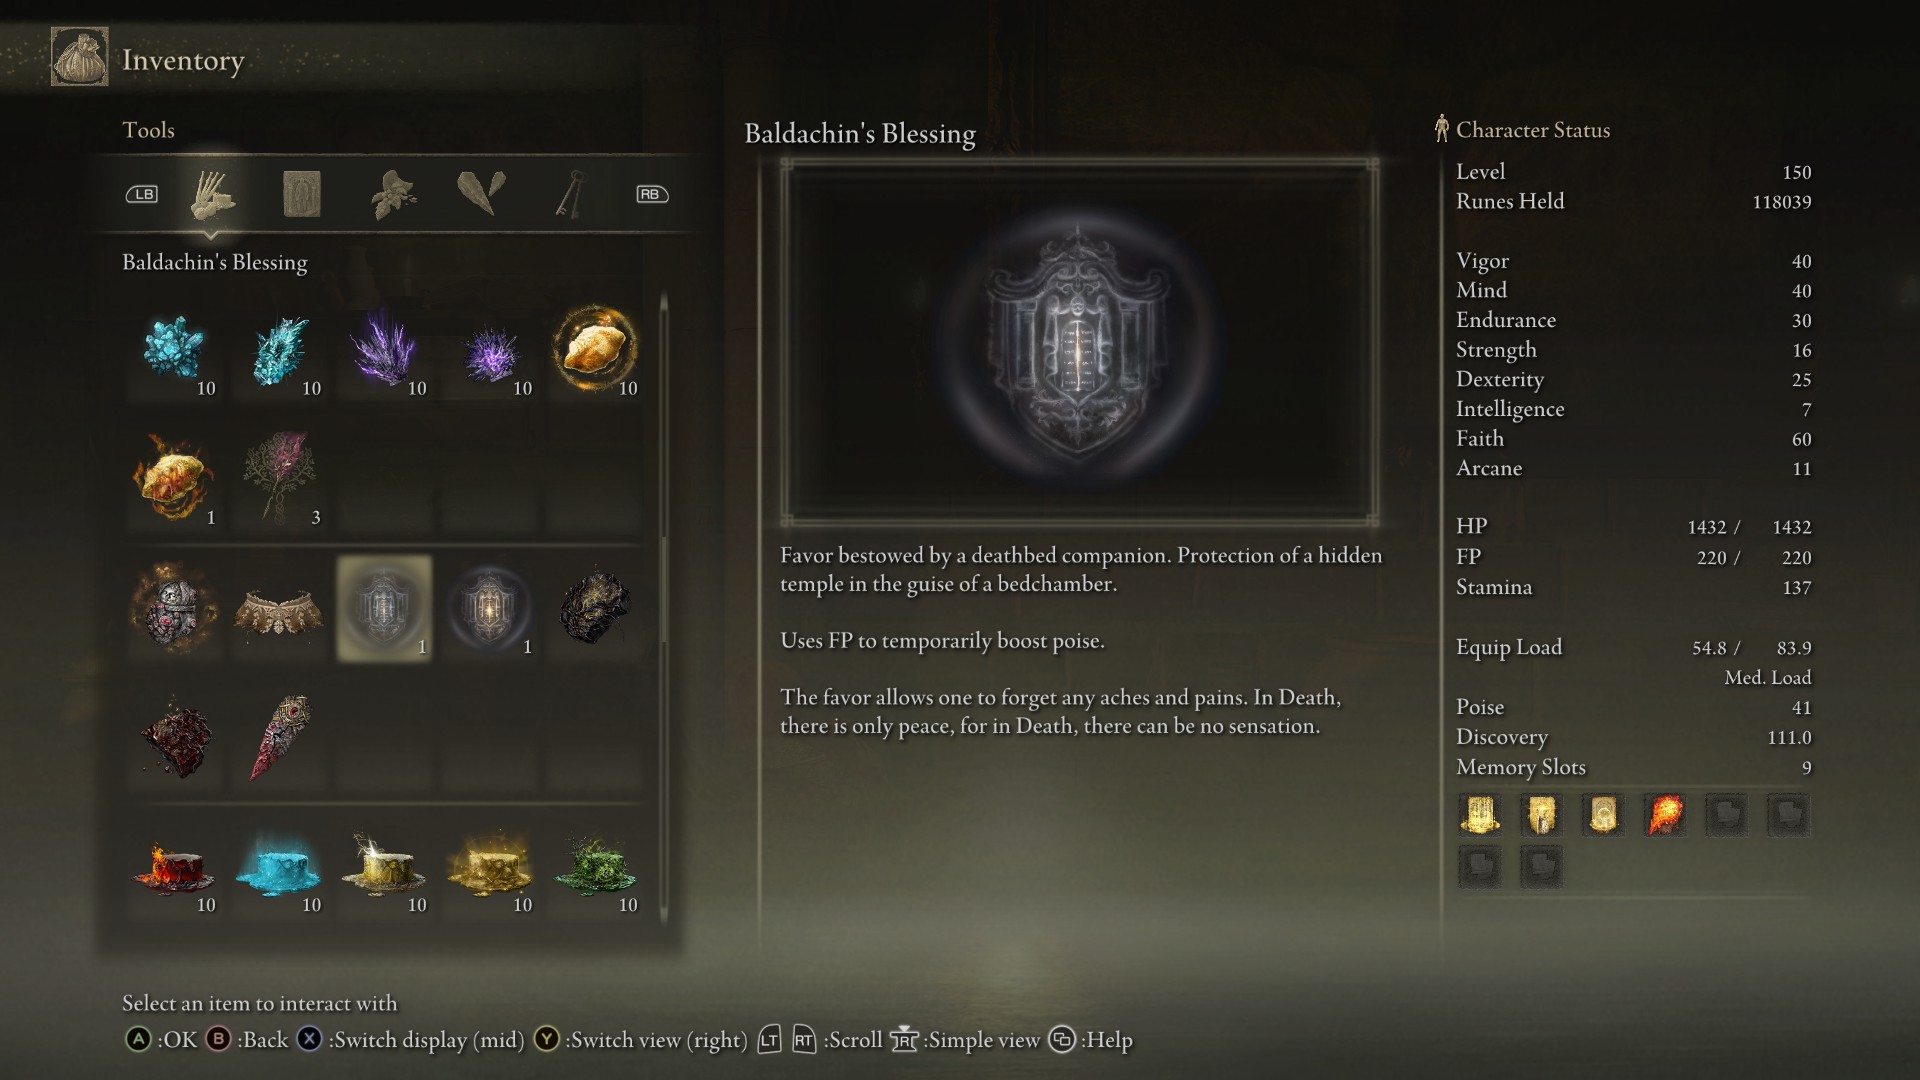 Inventory
Tools
LB
RB
Baldachin's Blessing
10
10
10
10
10
1
3
1
1
10
10
10
10
10
Baldachin's Blessing
Favor bestowed by a deathbed companion. Protection of a hidden
temple in the guise of a bedchamber.
Uses FP to temporarily boost poise.
The favor allows one to forget any aches and pains. In Death,
there is only peace, for in Death, there can be no sensation.
Character Status
Level 150
Runes Held 118039
Vigor 40
Mind 40
Endurance 30
Strength 16
Dexterity 25
Intelligence 7
Faith 60
Arcane 11
HP 1432 / 1432
FP 220 / 220
Stamina 137
Equip Load 54.8 / 83.9
Med. Load
Poise 41
Discovery 111.0
Memory Slots 9
Select an item to interact with
A :OK B :Back X :Switch display (mid) Y :Switch view (right) LT RT :Scroll R :Simple view :Help